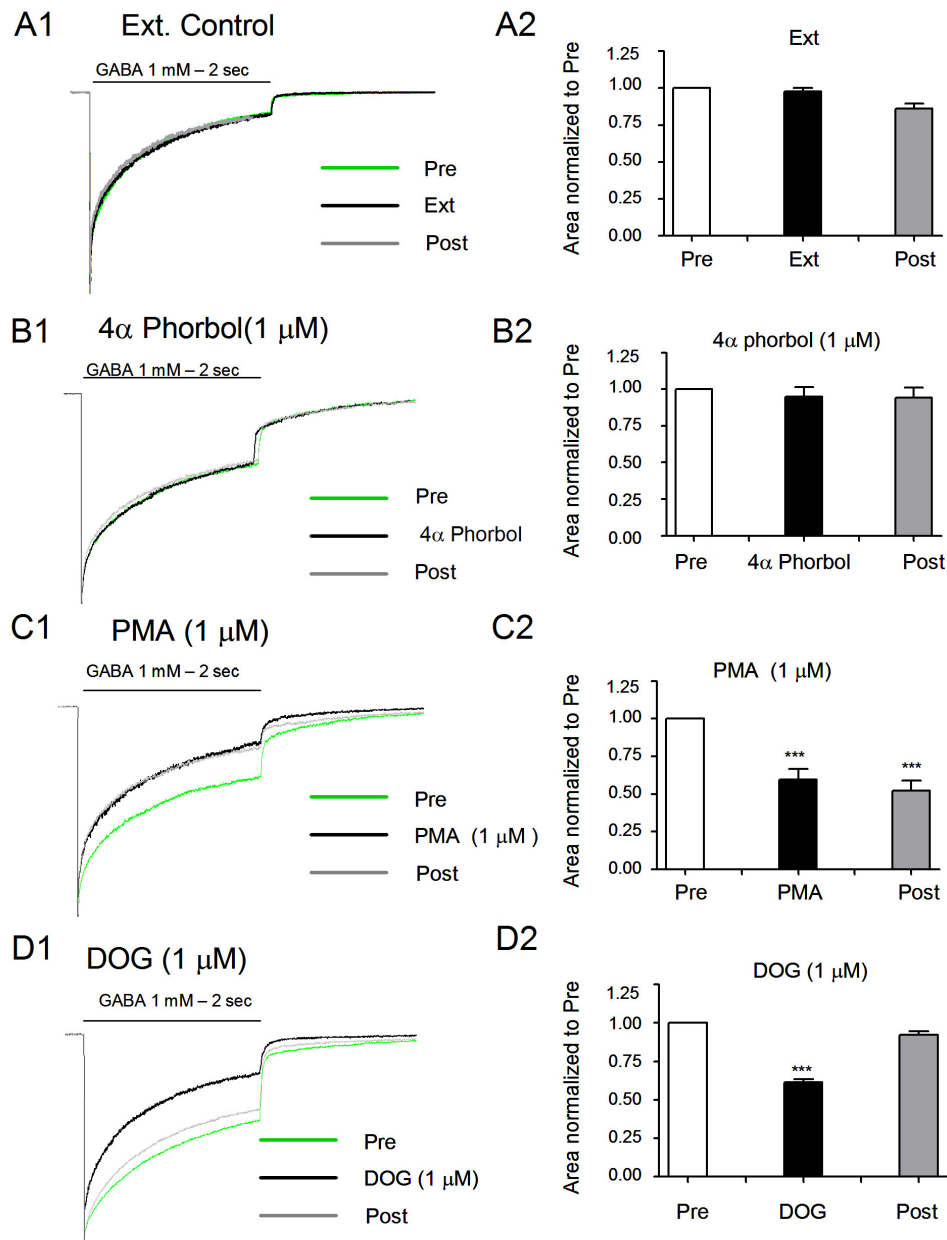 A1
Ext. Control
GABA 1 mM – 2 sec
Pre
Ext
Post
A2
Ext
Area normalized to Pre
1.25
1.00
0.75
0.50
0.25
0.00
Pre
Ext
Post
B1
4α Phorbol(1 μM)
GABA 1 mM – 2 sec
Pre
4α Phorbol
Post
B2
4α phorbol (1 μM)
Area normalized to Pre
1.25
1.00
0.75
0.50
0.25
0.00
Pre
4α Phorbol
Post
C1
PMA (1 μM)
GABA 1 mM – 2 sec
Pre
PMA (1 μM )
Post
C2
PMA (1 μM)
Area normalized to Pre
1.25
1.00
0.75
0.50
0.25
0.00
***
***
Pre
PMA
Post
D1
DOG (1 μM)
GABA 1 mM – 2 sec
Pre
DOG (1 μM)
Post
D2
DOG (1 μM)
Area normalized to Pre
1.25
1.00
0.75
0.50
0.25
0.00
***
Pre
DOG
Post